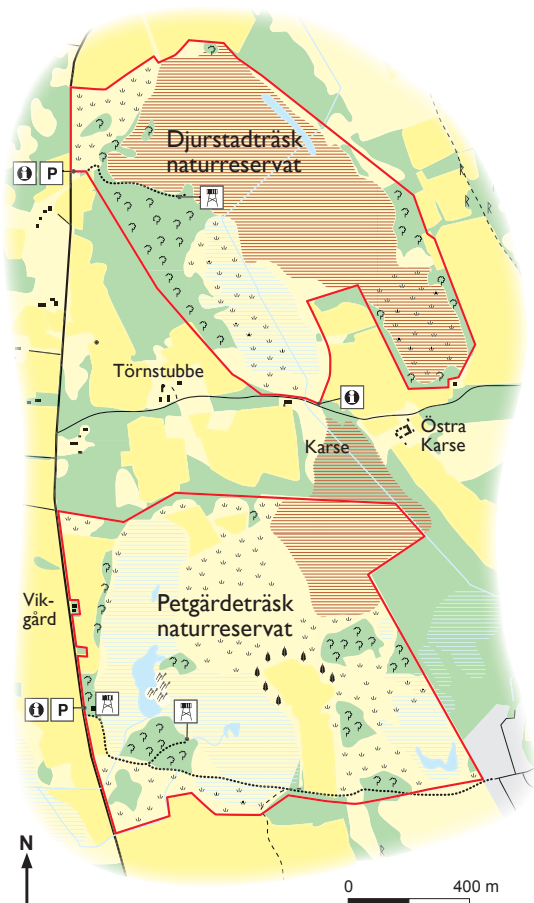 Djurstadträsk
naturreservat
i P
Törnstubbe
i
Östra
Karse
Karse
Vik-
gård
Petgärdeträsk
naturreservat
i P
N
0 400 m